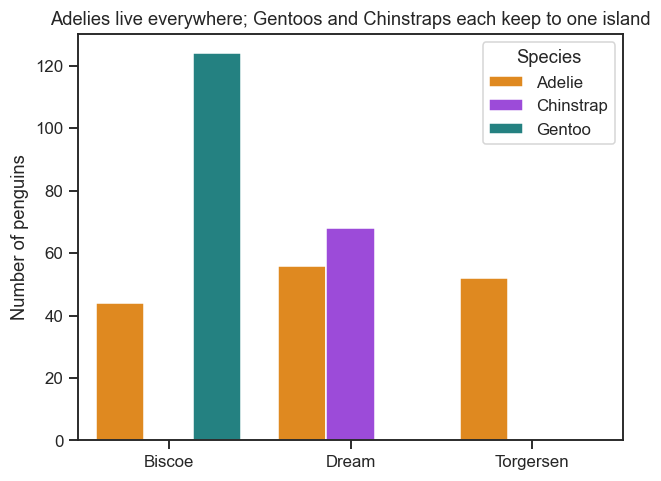 Adelies live everywhere; Gentoos and Chinstraps each keep to one island
Number of penguins
120
100
80
60
40
20
0
Biscoe Dream Torgersen
Species
Adelie
Chinstrap
Gentoo